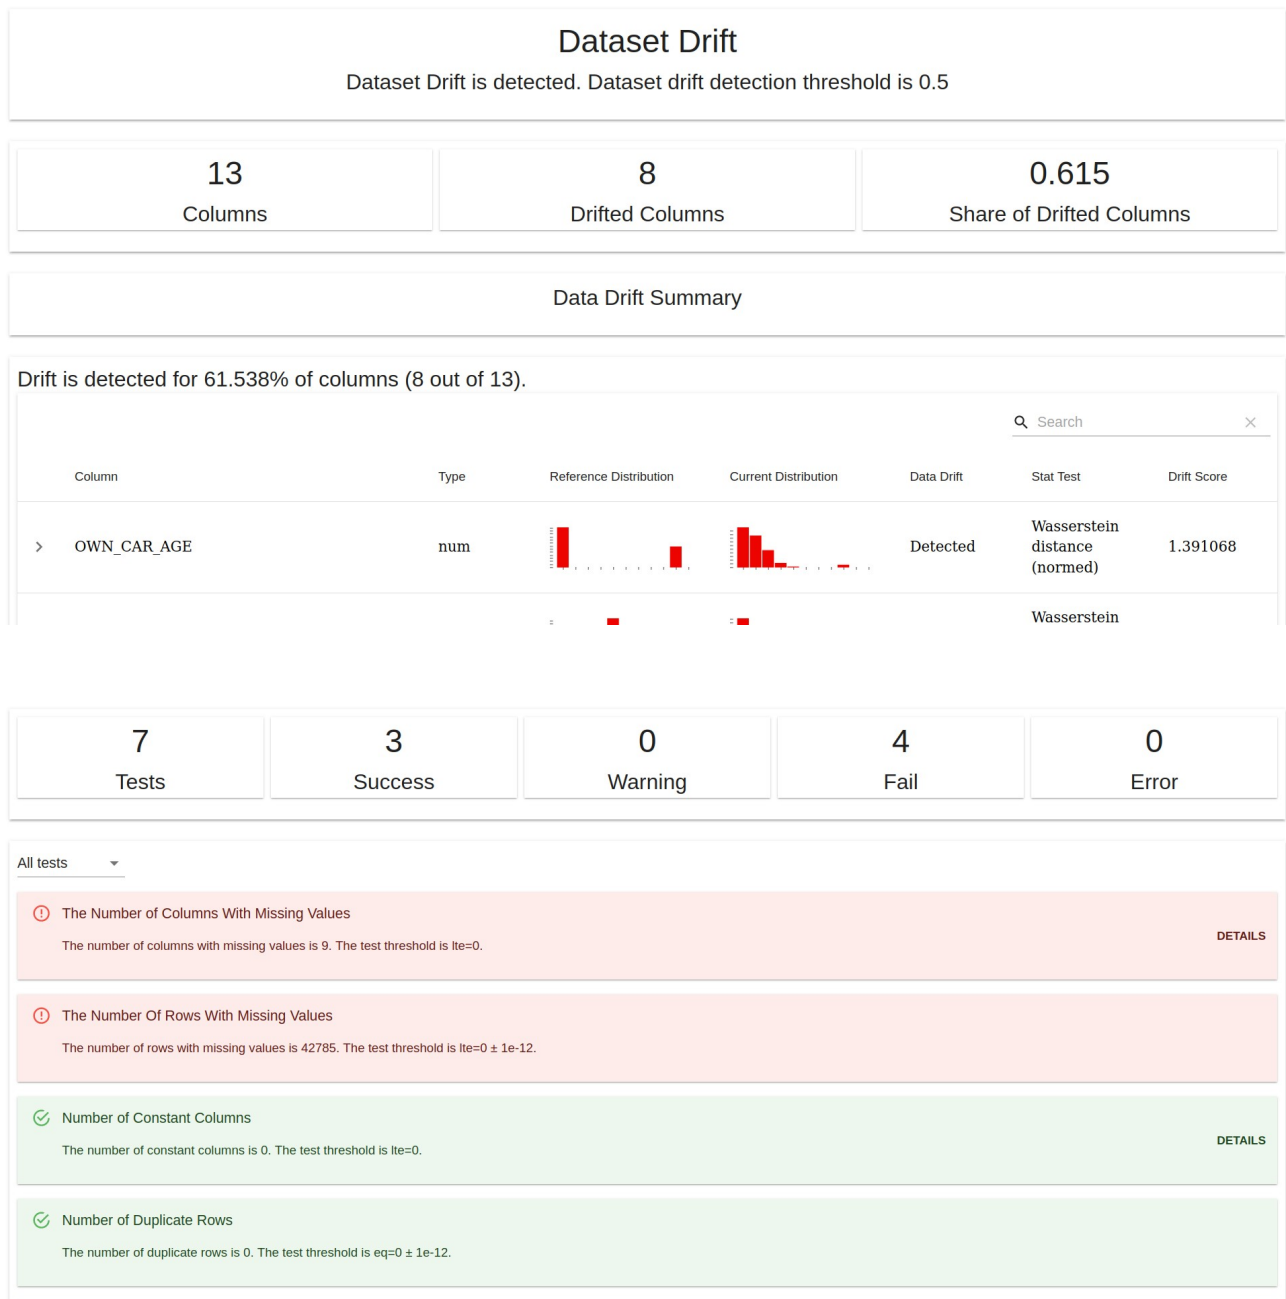 Dataset Drift
Dataset Drift is detected. Dataset drift detection threshold is 0.5
13
Columns
8
Drifted Columns
0.615
Share of Drifted Columns
Data Drift Summary
Drift is detected for 61.538% of columns (8 out of 13).
Search
Column Type Reference Distribution Current Distribution Data Drift Stat Test Drift Score
OWN_CAR_AGE num Detected Wasserstein distance (normed) 1.391068
Wasserstein
7
Tests
3
Success
0
Warning
4
Fail
0
Error
All tests
The Number of Columns With Missing Values
The number of columns with missing values is 9. The test threshold is lte=0.
DETAILS
The Number Of Rows With Missing Values
The number of rows with missing values is 42785. The test threshold is lte=0 ± 1e-12.
Number of Constant Columns
The number of constant columns is 0. The test threshold is lte=0.
DETAILS
Number of Duplicate Rows
The number of duplicate rows is 0. The test threshold is eq=0 ± 1e-12.